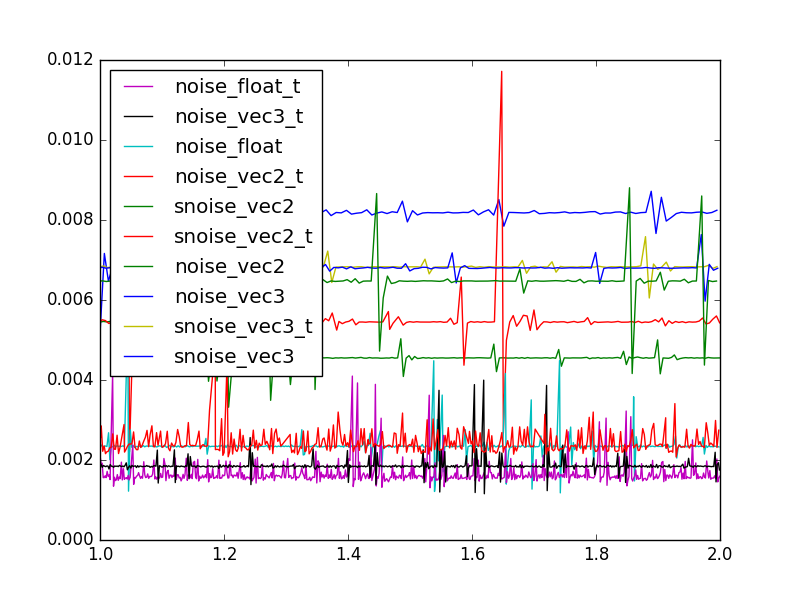 0.012
0.010
0.008
0.006
0.004
0.002
0.000
noise_float_t
noise_vec3_t
noise_float
noise_vec2_t
snoise_vec2
snoise_vec2_t
noise_vec2
noise_vec3
snoise_vec3_t
snoise_vec3
1.0 1.2 1.4 1.6 1.8 2.0